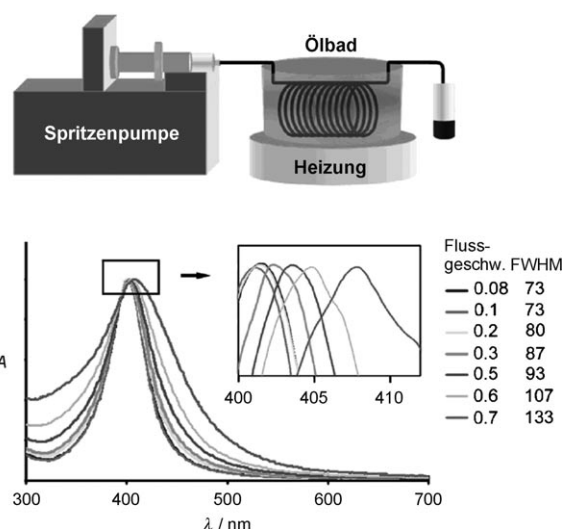 Ölbad
Spritzenpumpe
Heizung
Fluss-
geschw. FWHM
0.08 73
0.1 73
0.2 80
0.3 87
0.5 93
0.6 107
0.7 133
A
400 405 410
300 400 500 600 700
λ / nm